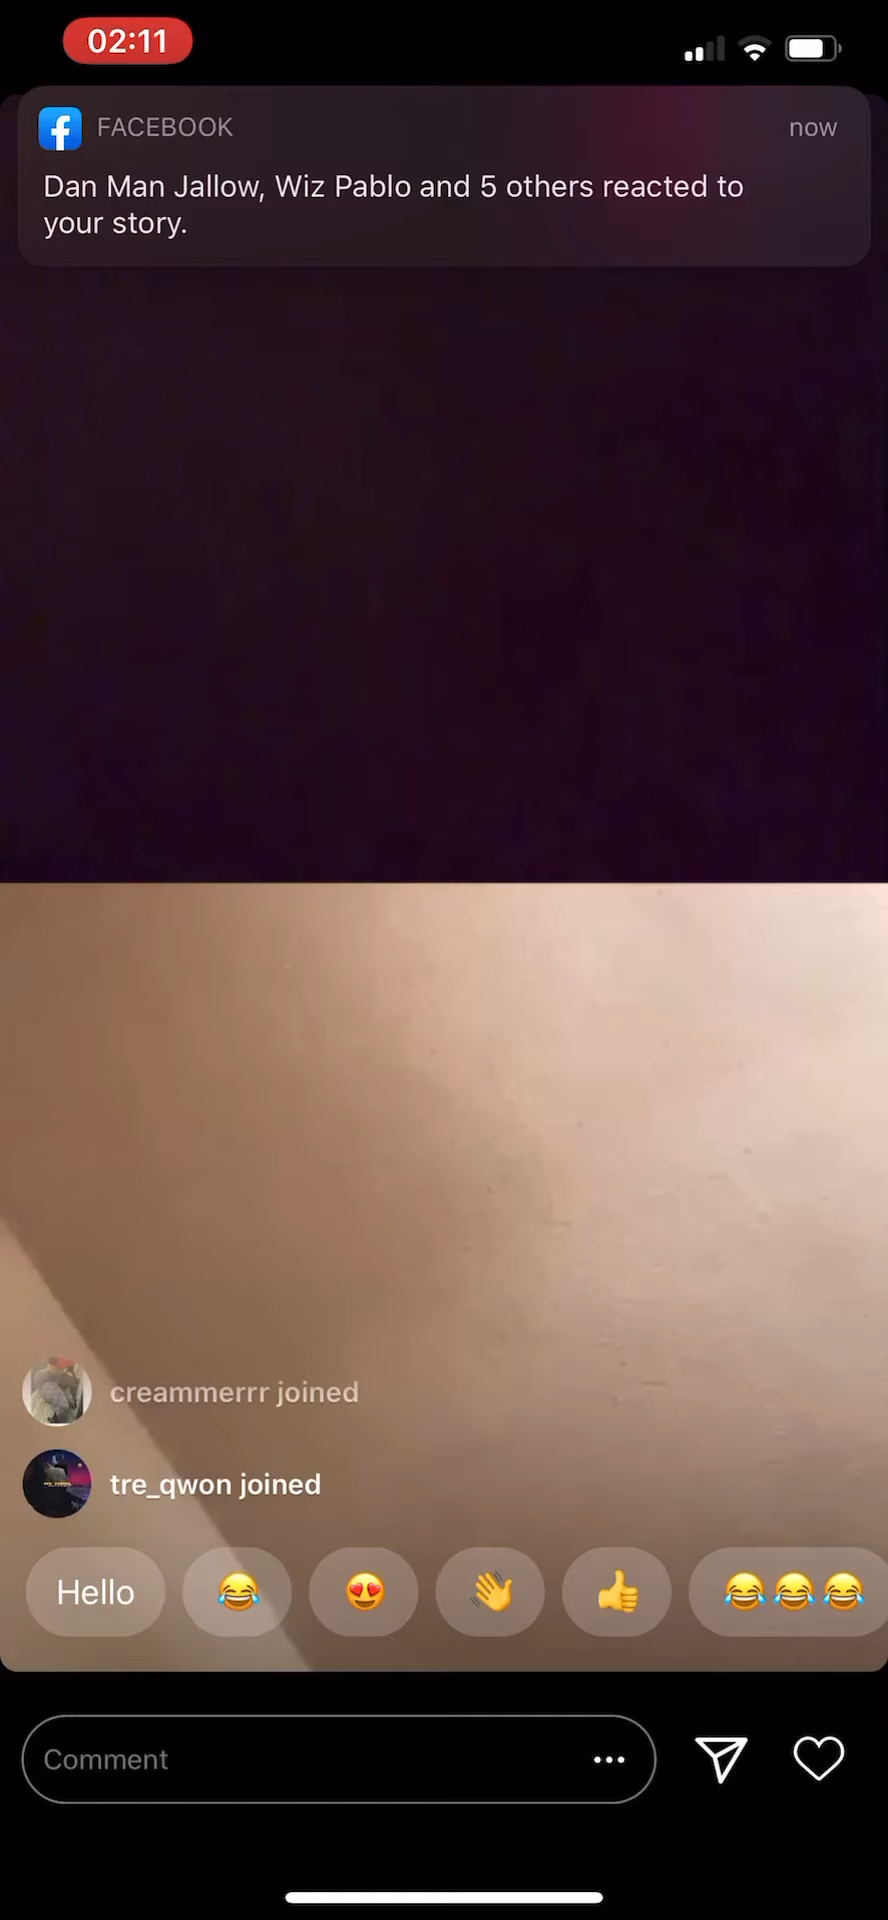 02:11
FACEBOOK
now
Dan Man Jallow, Wiz Pablo and 5 others reacted to
your story.
creammerrr joined
tre_qwon joined
Hello
Comment